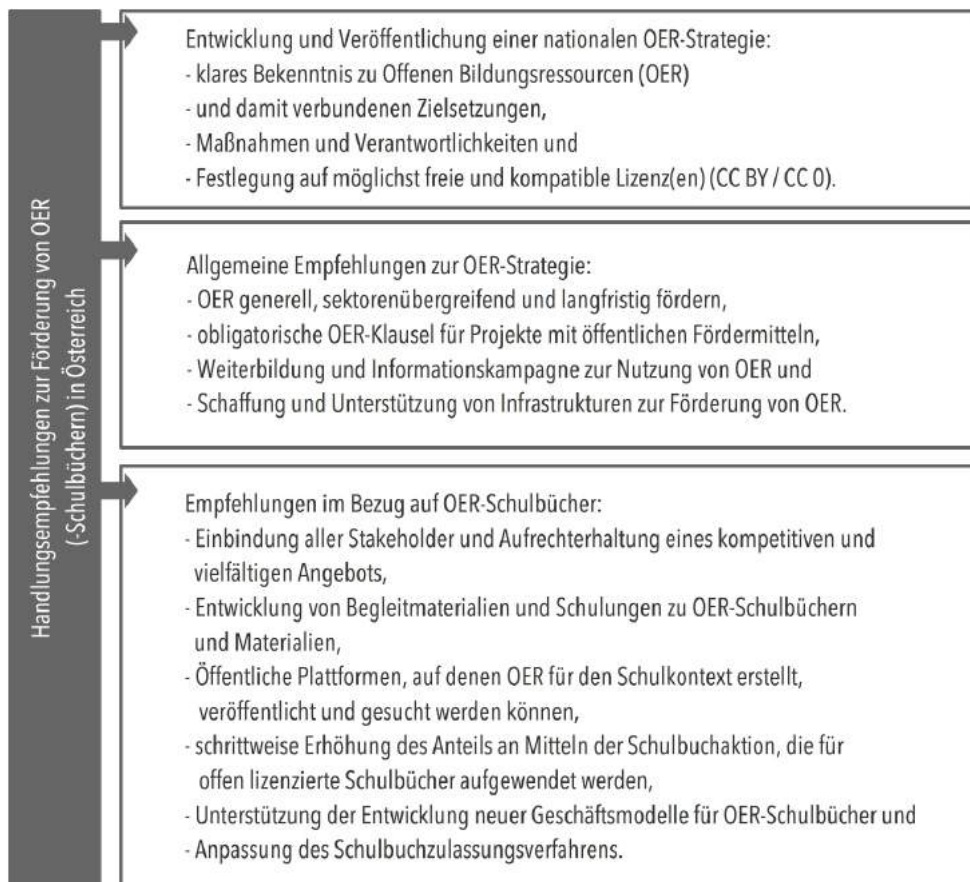 Handlungsempfehlungen zur Förderung von OER
(-Schulbüchern) in Österreich
Entwicklung und Veröffentlichung einer nationalen OER-Strategie:
- klares Bekenntnis zu Offenen Bildungsressourcen (OER)
- und damit verbundenen Zielsetzungen,
- Maßnahmen und Verantwortlichkeiten und
- Festlegung auf möglichst freie und kompatible Lizenz(en) (CC BY / CC 0).
Allgemeine Empfehlungen zur OER-Strategie:
- OER generell, sektorenübergreifend und langfristig fördern,
- obligatorische OER-Klausel für Projekte mit öffentlichen Fördermitteln,
- Weiterbildung und Informationskampagne zur Nutzung von OER und
- Schaffung und Unterstützung von Infrastrukturen zur Förderung von OER.
Empfehlungen im Bezug auf OER-Schulbücher:
- Einbindung aller Stakeholder und Aufrechterhaltung eines kompetitiven und
vielfältigen Angebots,
- Entwicklung von Begleitmaterialien und Schulungen zu OER-Schulbüchern
und Materialien,
- Öffentliche Plattformen, auf denen OER für den Schulkontext erstellt,
veröffentlicht und gesucht werden können,
- schrittweise Erhöhung des Anteils an Mitteln der Schulbuchaktion, die für
offen lizenzierte Schulbücher aufgewendet werden,
- Unterstützung der Entwicklung neuer Geschäftsmodelle für OER-Schulbücher und
- Anpassung des Schulbuchzulassungsverfahrens.